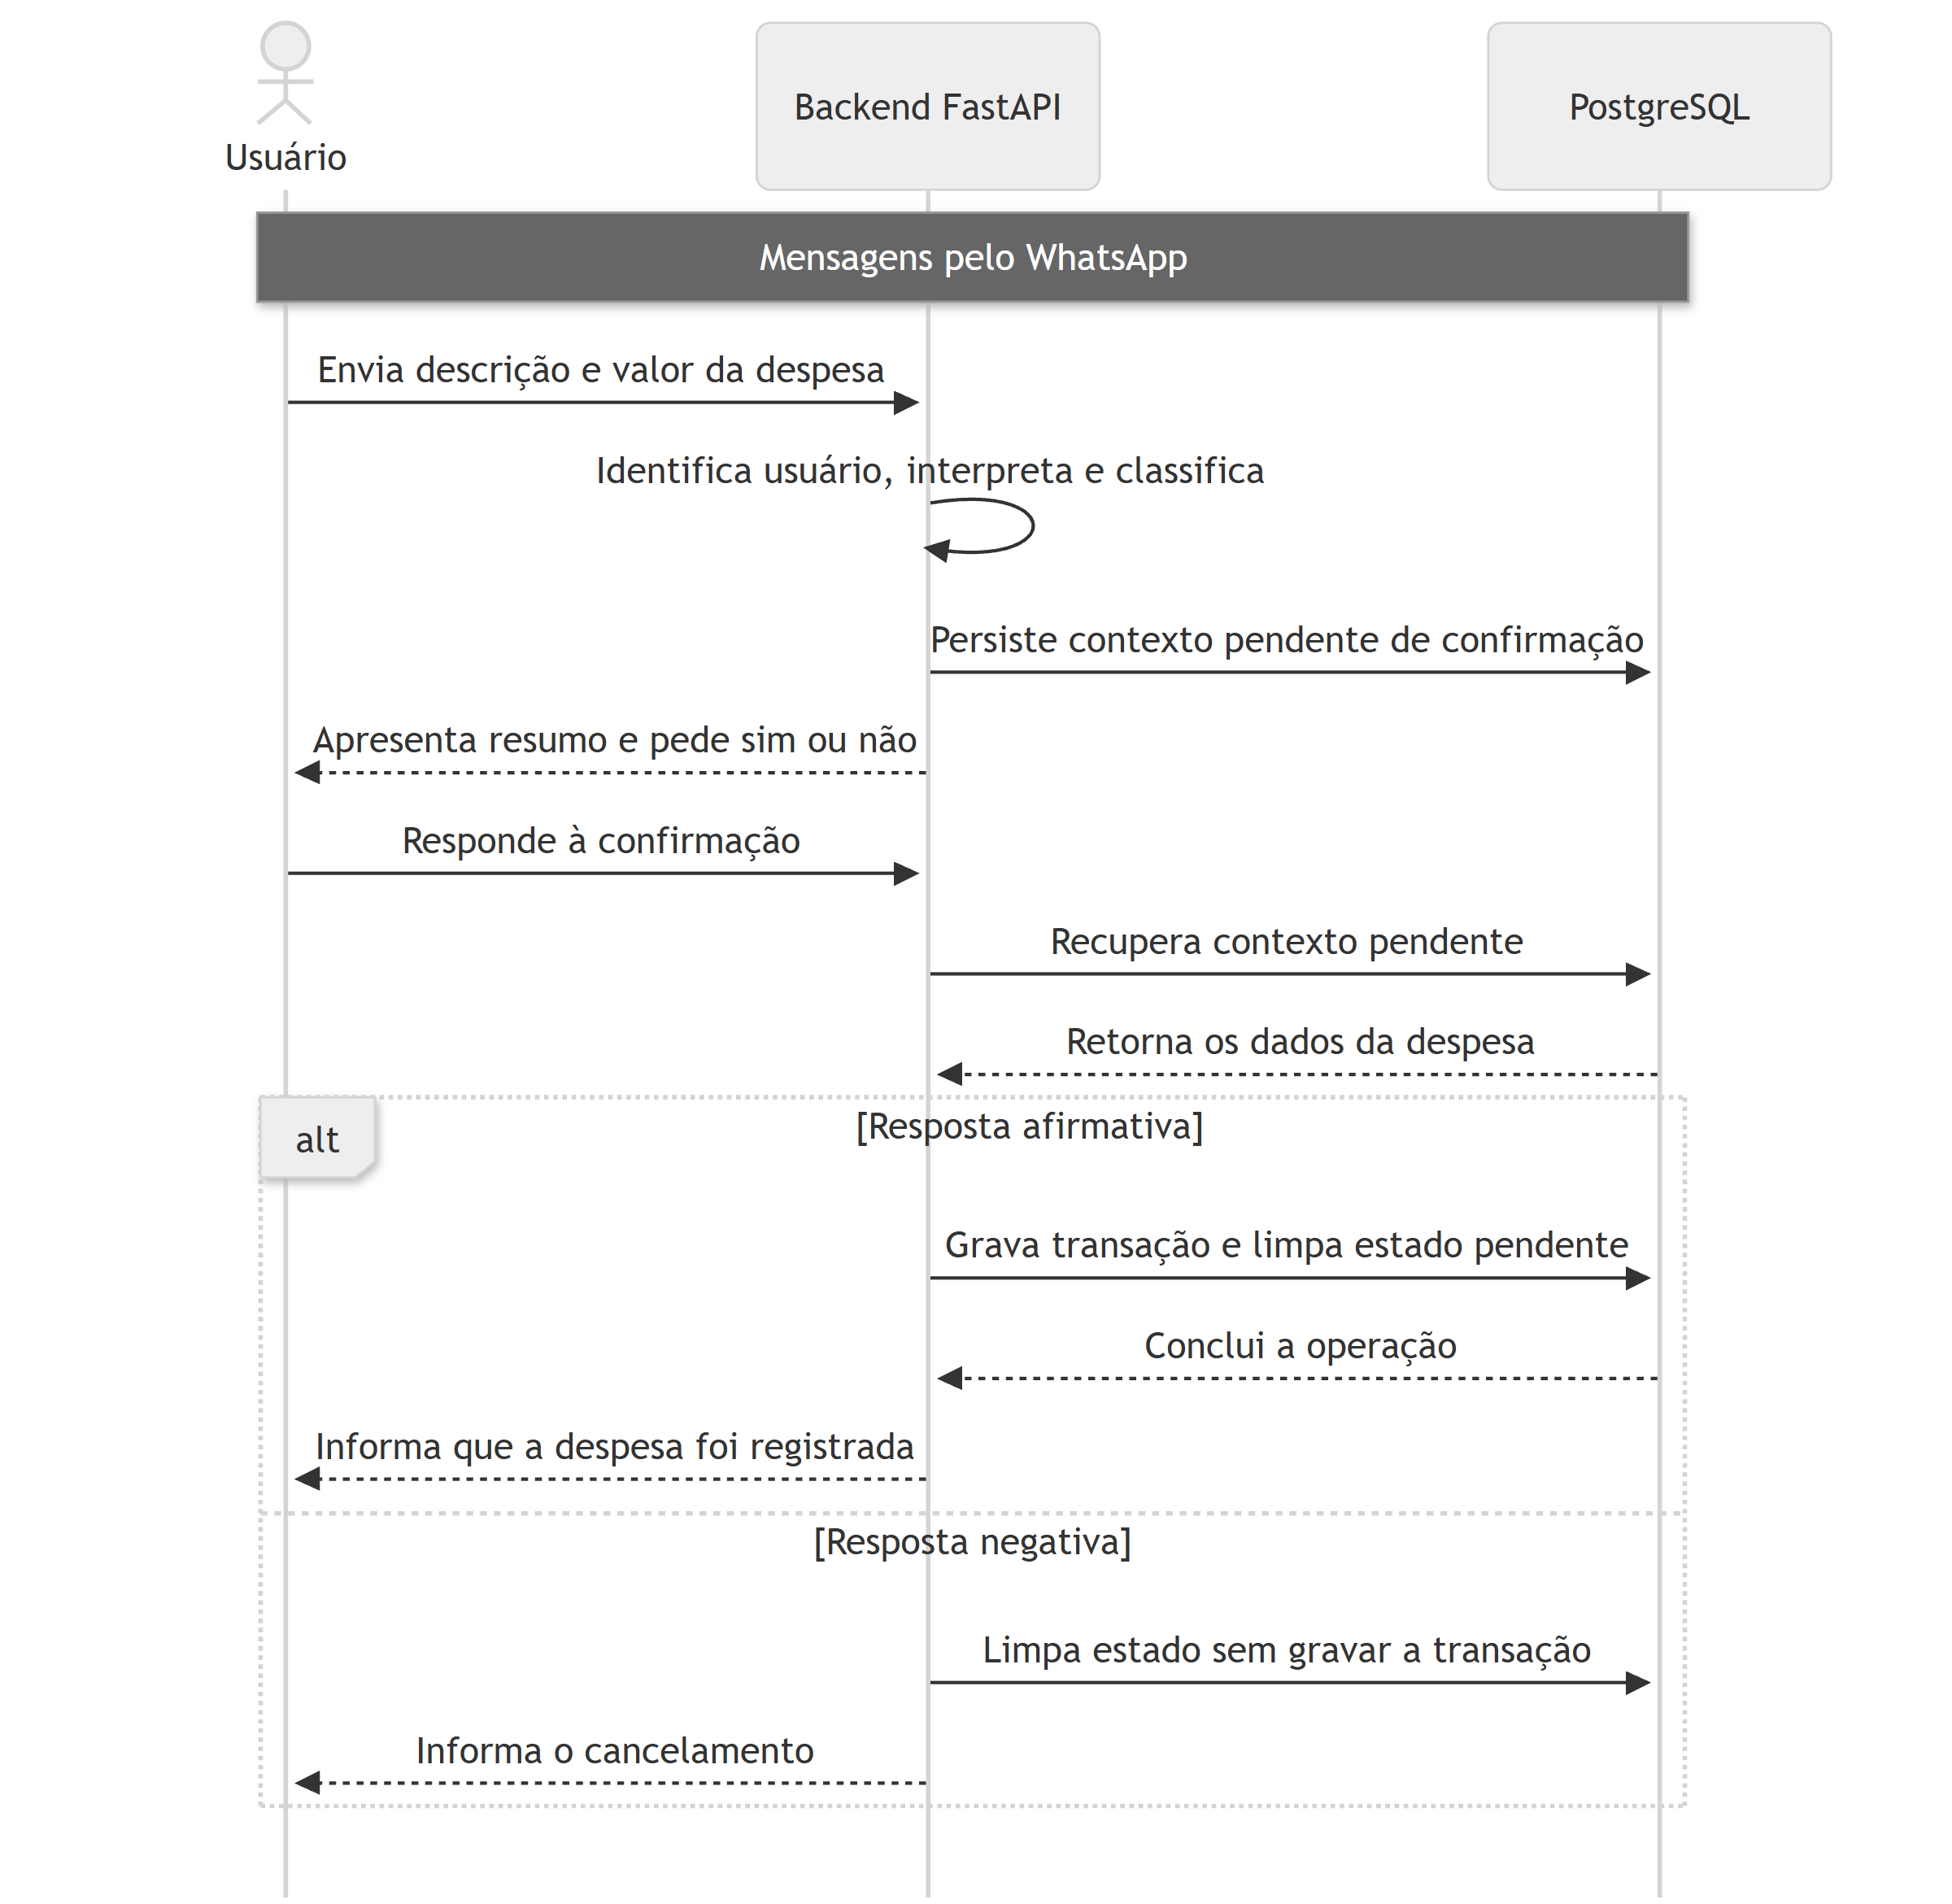 Usuário
Backend FastAPI
PostgreSQL
Mensagens pelo WhatsApp
Envia descrição e valor da despesa
Identifica usuário, interpreta e classifica
Persiste contexto pendente de confirmação
Apresenta resumo e pede sim ou não
Responde à confirmação
Recupera contexto pendente
Retorna os dados da despesa
alt
[Resposta afirmativa]
Grava transação e limpa estado pendente
Conclui a operação
Informa que a despesa foi registrada
[Resposta negativa]
Limpa estado sem gravar a transação
Informa o cancelamento